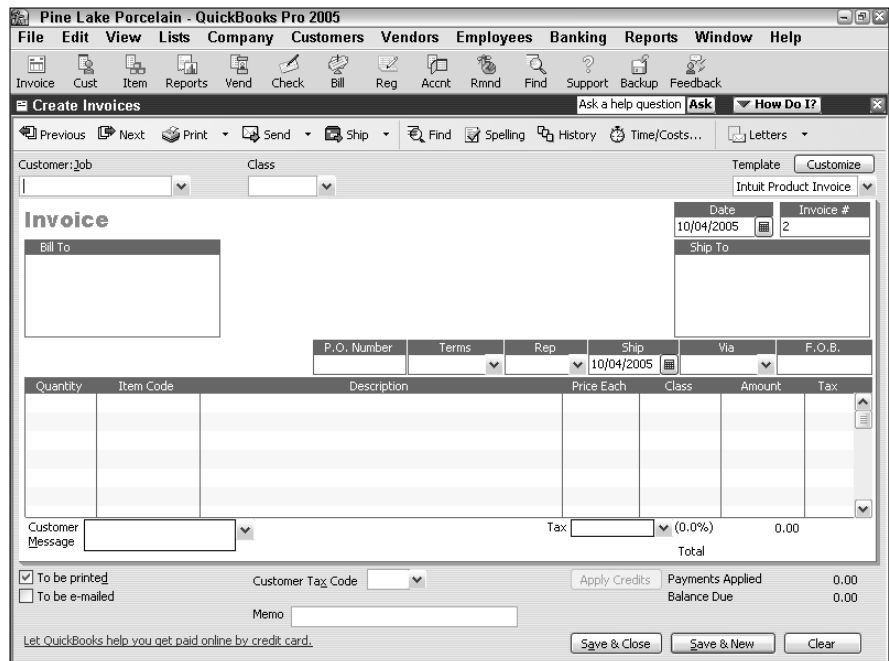 Pine Lake Porcelain - QuickBooks Pro 2005
File Edit View Lists Company Customers Vendors Employees Banking Reports Window Help
Invoice Cust Item Reports Vend Check Bill Reg Accnt Rmnd Find Support Backup Feedback
Create Invoices Ask a help question Ask How Do I?
Previous Next Print Send Ship Find Spelling History Time/Costs... Letters
Customer:Job Class Template Customize
Intuit Product Invoice
Invoice
Date Invoice #
10/04/2005 2
Bill To Ship To
P.O. Number Terms Rep Ship Via F.O.B.
10/04/2005
Quantity Item Code Description Price Each Class Amount Tax
Customer Message
Tax (0.0%) 0.00
Total
To be printed Customer Tax Code Apply Credits Payments Applied 0.00
To be e-mailed Balance Due 0.00
Memo
Let QuickBooks help you get paid online by credit card. Save & Close Save & New Clear